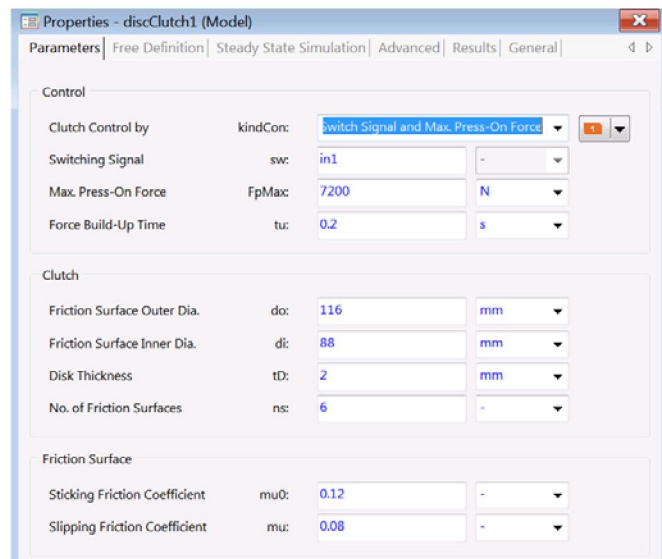 Properties - discClutch1 (Model)
Parameters Free Definition Steady State Simulation Advanced Results General
Control
Clutch Control by kindCon: Switch Signal and Max. Press-On Force 1
Switching Signal sw: in1 -
Max. Press-On Force FpMax: 7200 N
Force Build-Up Time tu: 0.2 s
Clutch
Friction Surface Outer Dia. do: 116 mm
Friction Surface Inner Dia. di: 88 mm
Disk Thickness tD: 2 mm
No. of Friction Surfaces ns: 6 -
Friction Surface
Sticking Friction Coefficient mu0: 0.12 -
Slipping Friction Coefficient mu: 0.08 -